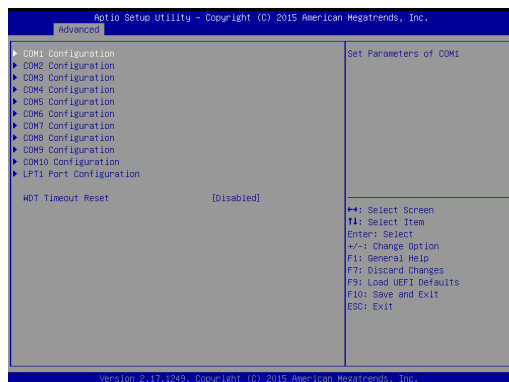 Aptio Setup Utility – Copyright (C) 2015 American Megatrends, Inc.
Advanced
COM1 Configuration
COM2 Configuration
COM3 Configuration
COM4 Configuration
COM5 Configuration
COM6 Configuration
COM7 Configuration
COM8 Configuration
COM9 Configuration
COM10 Configuration
LPT1 Port Configuration
WDT Timeout Reset [Disabled]
Set Parameters of COM1
↔: Select Screen
↑↓: Select Item
Enter: Select
+/-: Change Option
F1: General Help
F7: Discard Changes
F9: Load UEFI Defaults
F10: Save and Exit
ESC: Exit
Version 2.17.1249. Copyright (C) 2015 American Megatrends, Inc.